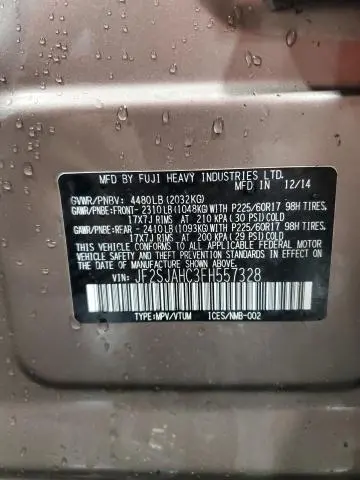 MFD BY FUJI HEAVY INDUSTRIES LTD.
IN 12/14
GVWR/PNBV: 4480LB(2032KG)
GAWR/PNBE:FRONT- 2310LB(1048KG)WITH P225/60R17 98H TIRES,
17X7J RIMS AT 210 KPA(30 PSI)COLD
GAWR/PNBE:REAR - 2410LB(1093KG)WITH P225/60R17 98H TIRES,
17X7J RIMS AT 200 KPA(29 PSI)COLD
THIS VEHICLE CONFORMS TO ALL APPLICABLE U.S. FEDERAL MOTOR
VEHICLE SAFETY AND THEFT PREVENTION STANDARDS IN EFFECT ON
THE DATE OF MANUFACTURE SHOWN ABOVE.
VIN: JF2SJAHC3FH557328
TYPE:MPV/VTUM ICES/NMB-002